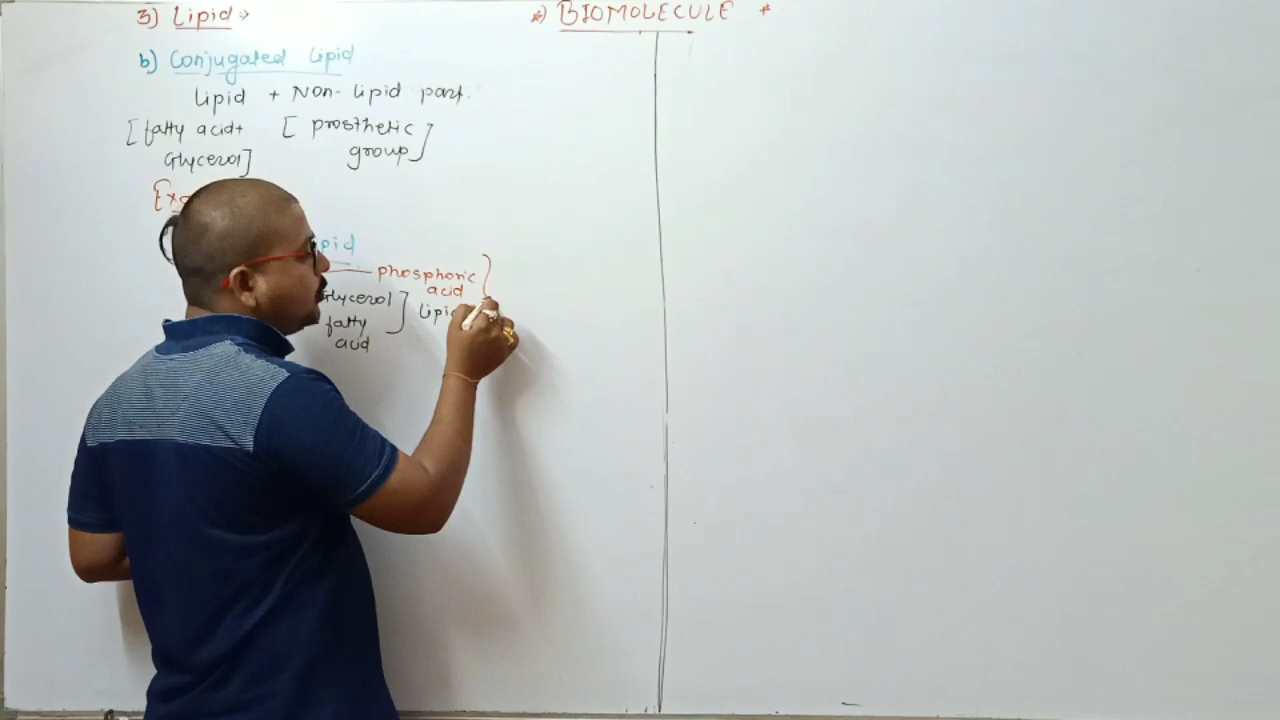 3) Lipid →
*) BIOMOLECULE *
b) Conjugated Lipid
Lipid + Non-Lipid part.
[fatty acid+ [prosthetic
Glycerol] group]
phosphoric
acid
Glycerol]
fatty
acid